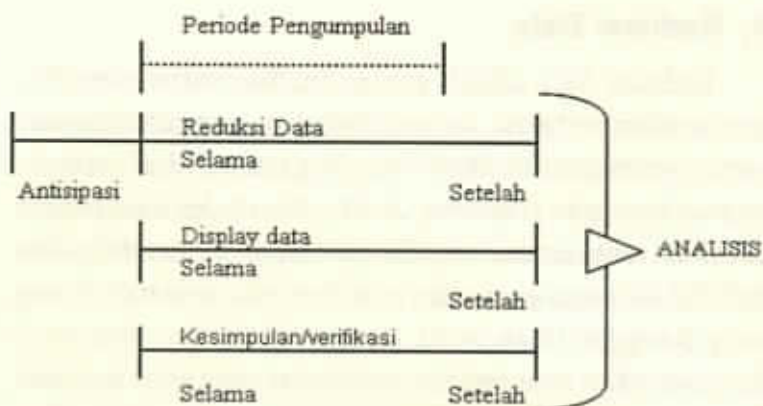 Periode Pengumpulan
Reduksi Data
Selama
Antisipasi
Setelah
Display data
Selama
ANALISIS
Setelah
Kesimpulan/verifikasi
Selama
Setelah